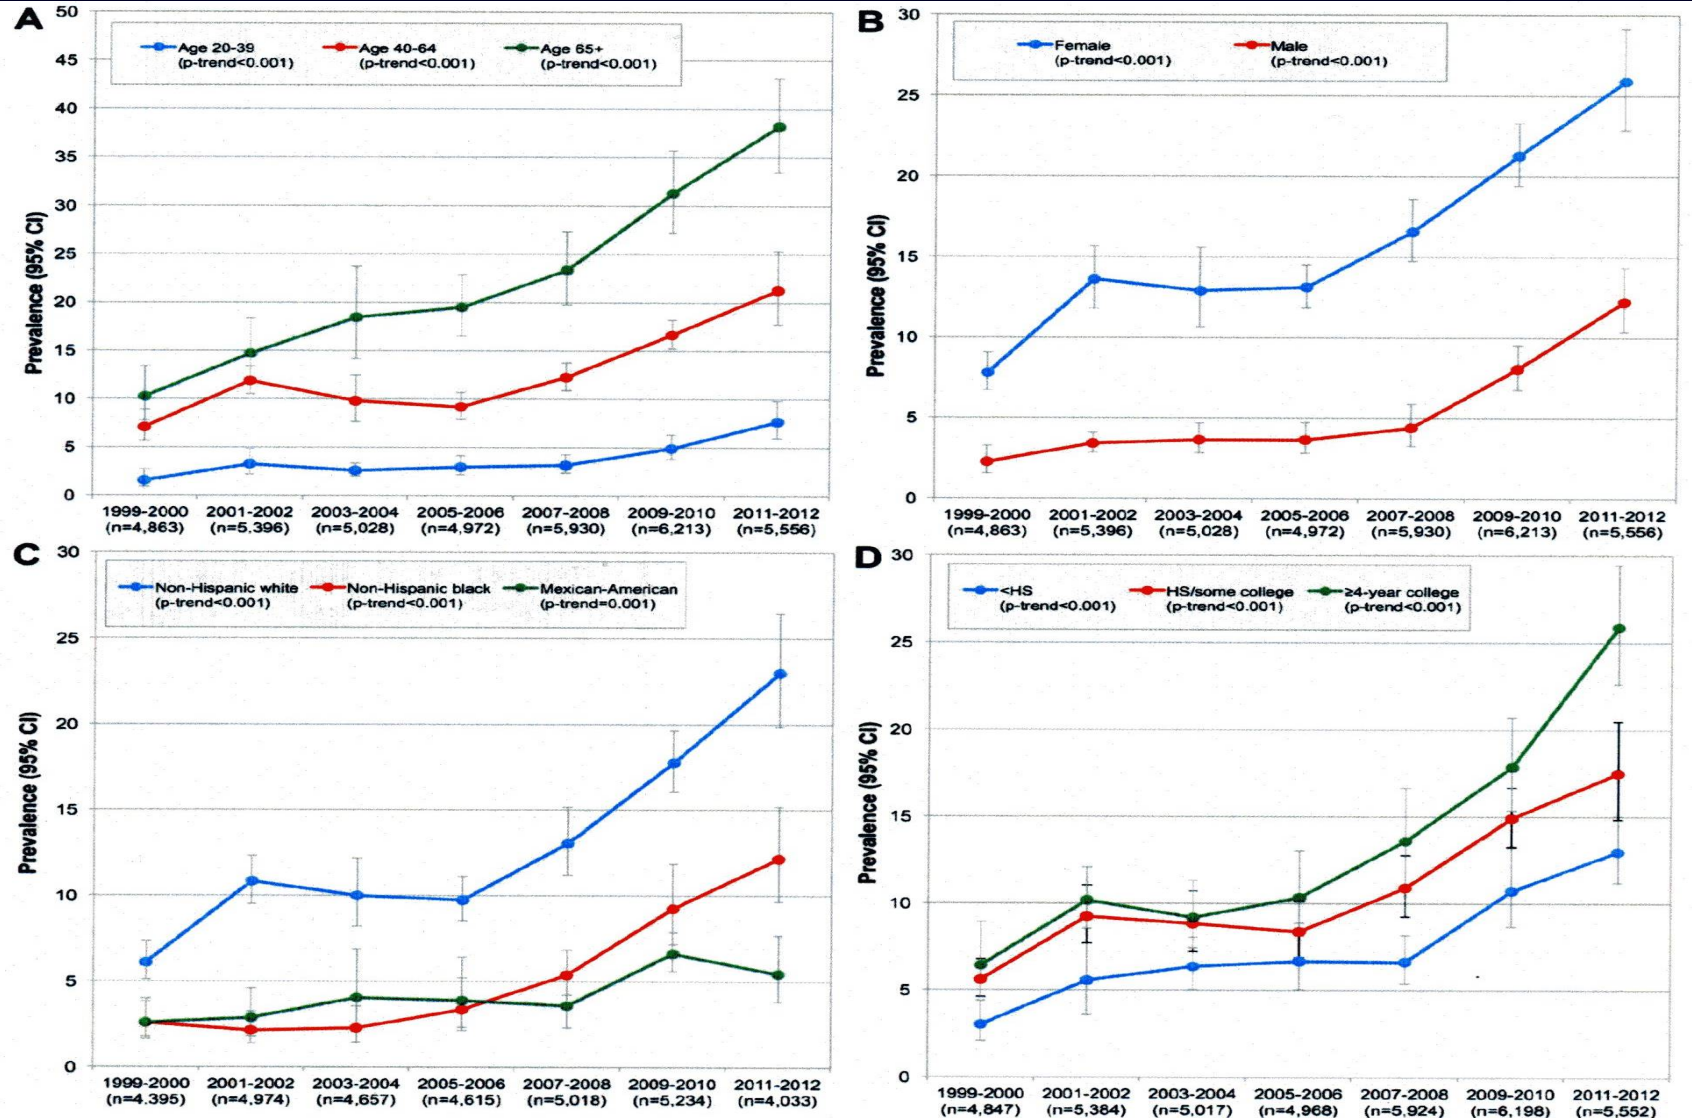 A
50
45
40
35
30
25
20
15
10
5
0
Prevalence (95% CI)
Age 20-39 Age 40-64 Age 65+
(p-trend<0.001) (p-trend<0.001) (p-trend<0.001)
1999-2000 2001-2002 2003-2004 2005-2006 2007-2008 2009-2010 2011-2012
(n=4,863) (n=5,396) (n=5,028) (n=4,972) (n=5,930) (n=6,213) (n=5,556)
B
30
25
20
15
10
5
0
Prevalence (95% CI)
Female Male
(p-trend<0.001) (p-trend<0.001)
1999-2000 2001-2002 2003-2004 2005-2006 2007-2008 2009-2010 2011-2012
(n=4,863) (n=5,396) (n=5,028) (n=4,972) (n=5,930) (n=6,213) (n=5,556)
C
30
25
20
15
10
5
0
Prevalence (95% CI)
Non-Hispanic white Non-Hispanic black Mexican-American
(p-trend<0.001) (p-trend<0.001) (p-trend=0.001)
1999-2000 2001-2002 2003-2004 2005-2006 2007-2008 2009-2010 2011-2012
(n=4.395) (n=4,974) (n=4,657) (n=4,615) (n=5,018) (n=5,234) (n=4,033)
D
30
25
20
15
10
5
0
Prevalence (95% CI)
<HS HS/some college ≥4-year college
(p-trend<0.001) (p-trend<0.001) (p-trend<0.001)
1999-2000 2001-2002 2003-2004 2005-2006 2007-2008 2009-2010 2011-2012
(n=4,847) (n=5,384) (n=5,017) (n=4,968) (n=5,924) (n=6,198) (n=5,552)